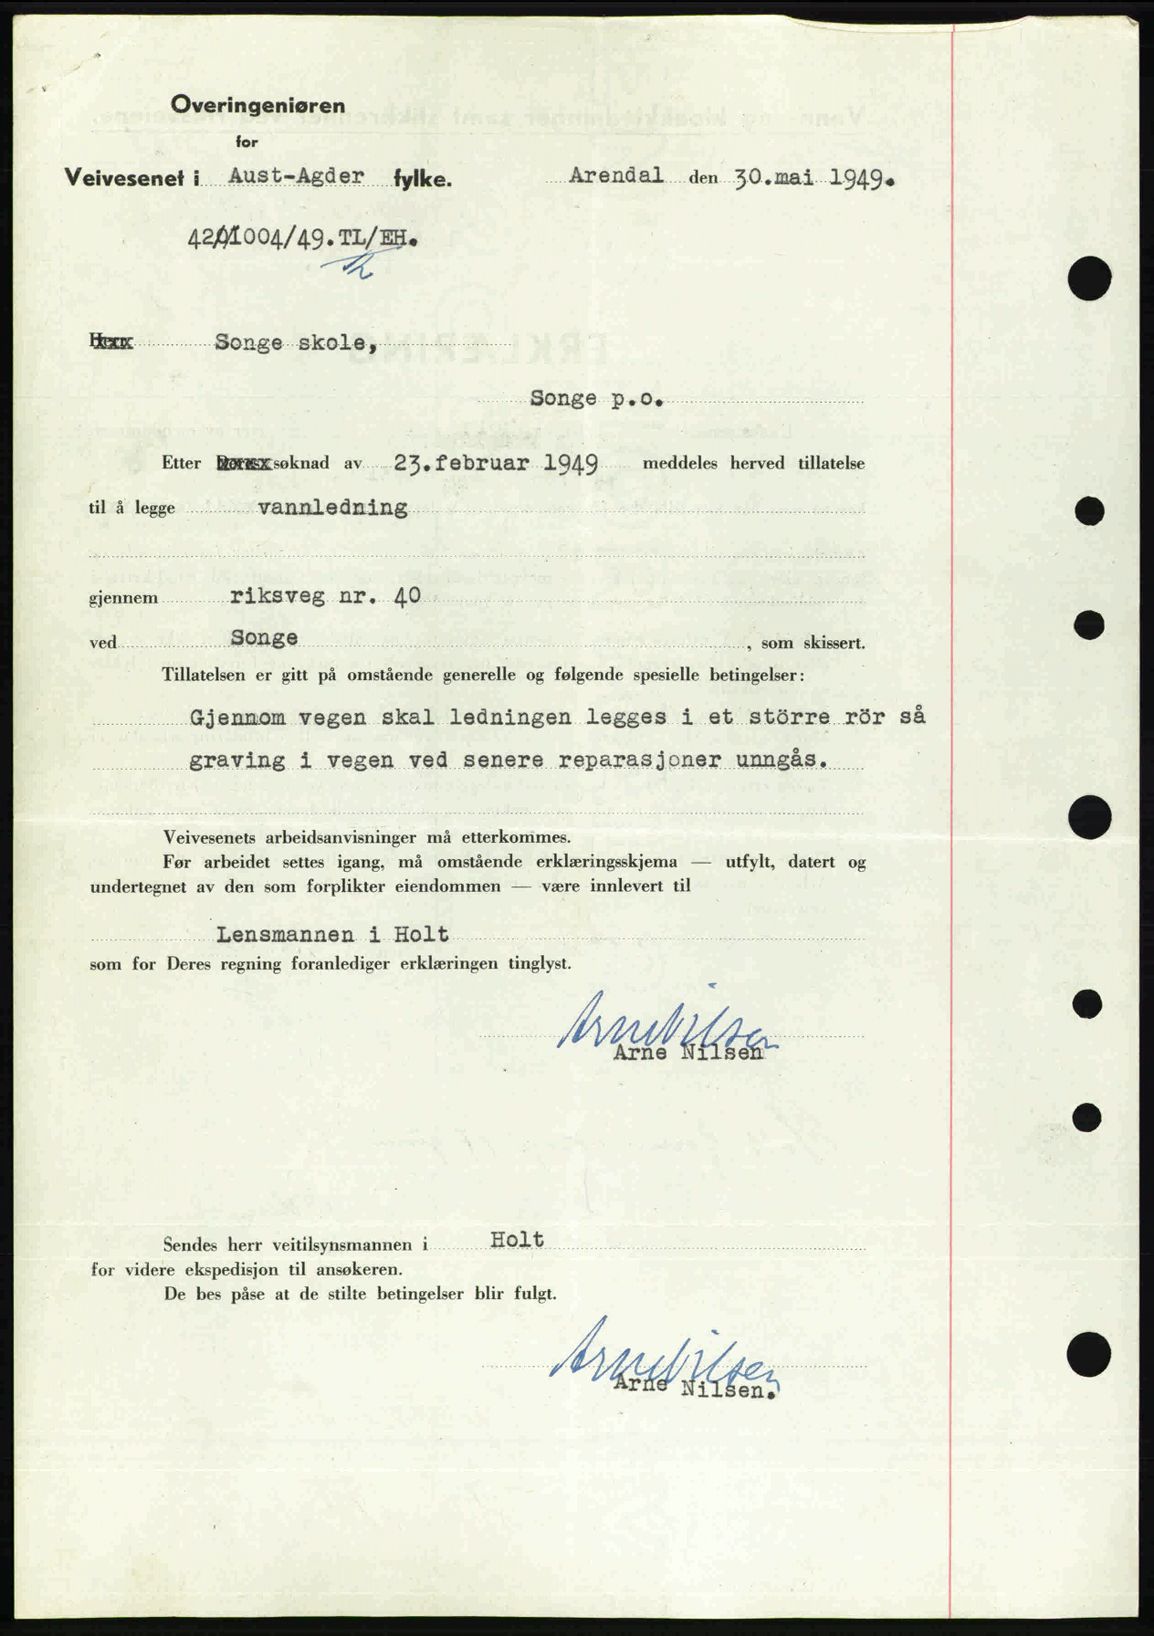 Overingeniøren
for
Veivesenet i Aust-Agder fylke.
Arendal den 30.mai 1949.
1004/49.TL/EH.
Songe skole,
Songe p.o.
Etter søknad av 23.februar 1949 meddeles herved tillatelse
til å legge vannledning
gjennem riksveg nr. 40
ved Songe , som skissert.
Tillatelsen er gitt på omstående generelle og følgende spesielle betingelser:
Gjennom vegen skal ledningen legges i et större rör så
graving i vegen ved senere reparasjoner unngås.
Veivesenets arbeidsanvisninger må etterkommes.
Før arbeidet settes igang, må omstående erklæringsskjema — utfylt, datert og
undertegnet av den som forplikter eiendommen — være innlevert til
Lensmannen i Holt
som for Deres regning foranlediger erklæringen tinglyst.
Arne Nilsen
Arne Nilsen
Sendes herr veitilsynsmannen i Holt
for videre ekspedisjon til ansøkeren.
De bes påse at de stilte betingelser blir fulgt.
Arne Nilsen
Arne Nilsen.